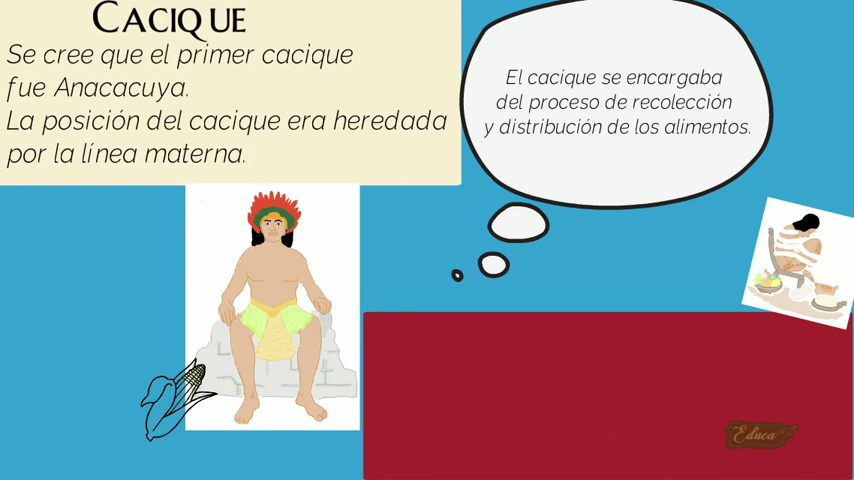 CACIQUE
Se cree que el primer cacique
fue Anacacuya.
La posición del cacique era heredada
por la línea materna.
El cacique se encargaba
del proceso de recolección
y distribución de los alimentos.
Educa